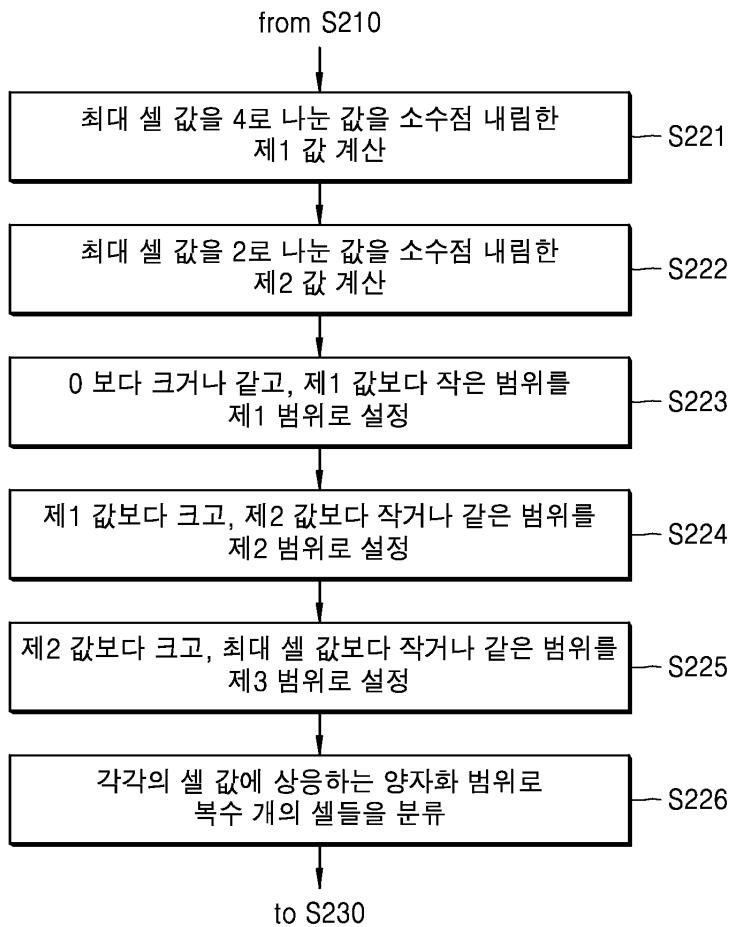 from S210
최대 셀 값을 4로 나눈 값을 소수점 내림한
제1 값 계산
S221
최대 셀 값을 2로 나눈 값을 소수점 내림한
제2 값 계산
S222
0 보다 크거나 같고, 제1 값보다 작은 범위를
제1 범위로 설정
S223
제1 값보다 크고, 제2 값보다 작거나 같은 범위를
제2 범위로 설정
S224
제2 값보다 크고, 최대 셀 값보다 작거나 같은 범위를
제3 범위로 설정
S225
각각의 셀 값에 상응하는 양자화 범위로
복수 개의 셀들을 분류
S226
to S230